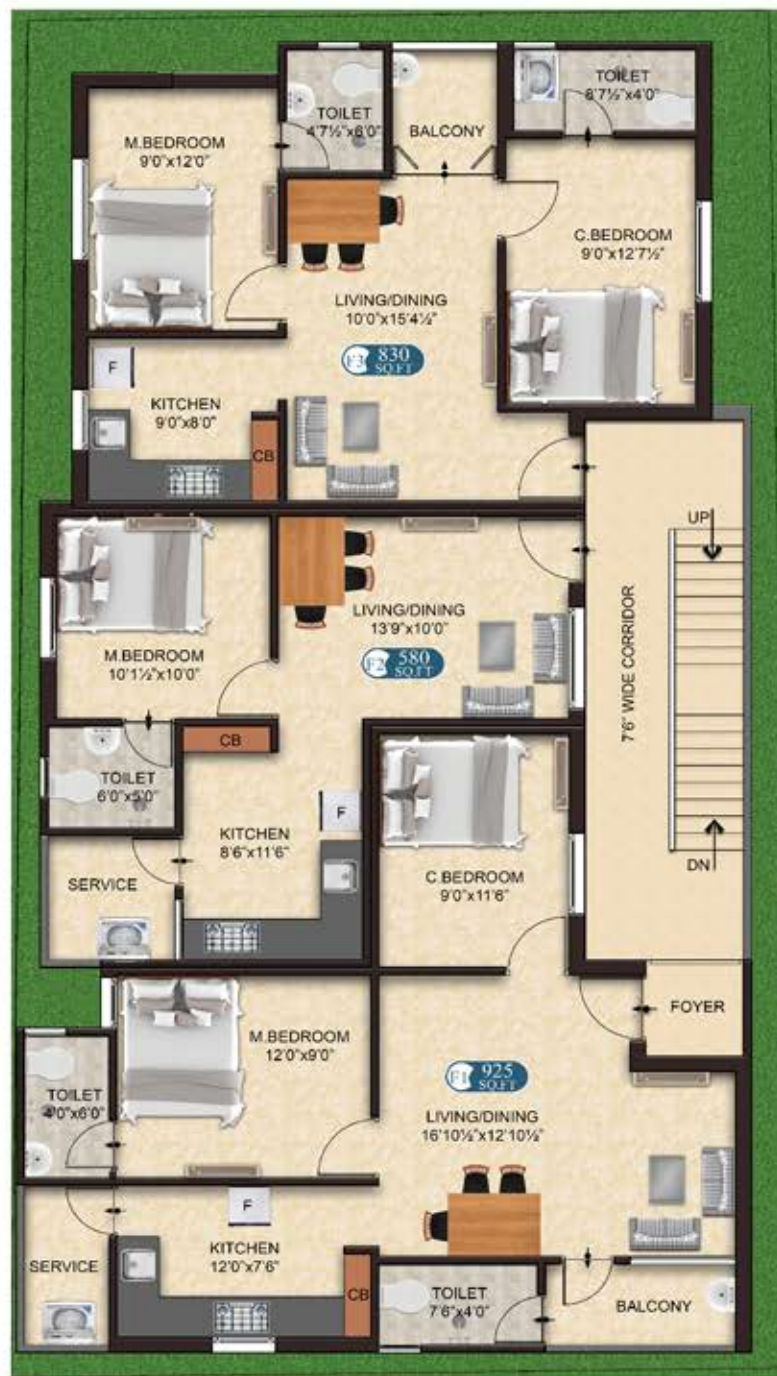 TOILET
4'7½"x6'0"
BALCONY
TOILET
8'7½"x4'0"
M.BEDROOM
9'0"x12'0"
C.BEDROOM
9'0"x12'7½"
LIVING/DINING
10'0"x15'4½"
F3 830
SQ.FT
F
KITCHEN
9'0"x8'0"
CB
UP
LIVING/DINING
13'9"x10'0"
F2 580
SQ.FT
M.BEDROOM
10'1½"x10'0"
7'6" WIDE CORRIDOR
CB
TOILET
6'0"x5'0"
F
KITCHEN
8'6"x11'6"
DN
SERVICE
C.BEDROOM
9'0"x11'6"
FOYER
M.BEDROOM
12'0"x9'0"
F1 925
SQ.FT
TOILET
4'0"x6'0"
LIVING/DINING
16'10½"x12'10½"
F
KITCHEN
12'0"x7'6"
SERVICE
CB
TOILET
7'6"x4'0"
BALCONY